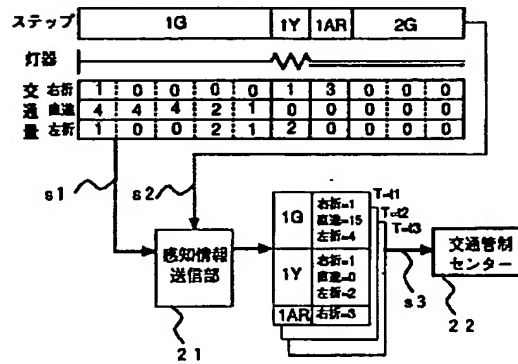 ステップ 1G 1Y 1AR 2G
灯器
交通量
右折 1 0 0 0 0 1 3 0 0 0
直進 4 4 4 2 1 0 0 0 0 0
左折 1 0 0 2 1 2 0 0 0 0
s1
s2
感知情報
送信部
21
1G
右折=1
直進=15
左折=4
1Y
右折=1
直進=0
左折=2
1AR
右折=3
T=t1
T=t2
T=t3
s3
交通管制
センター
22